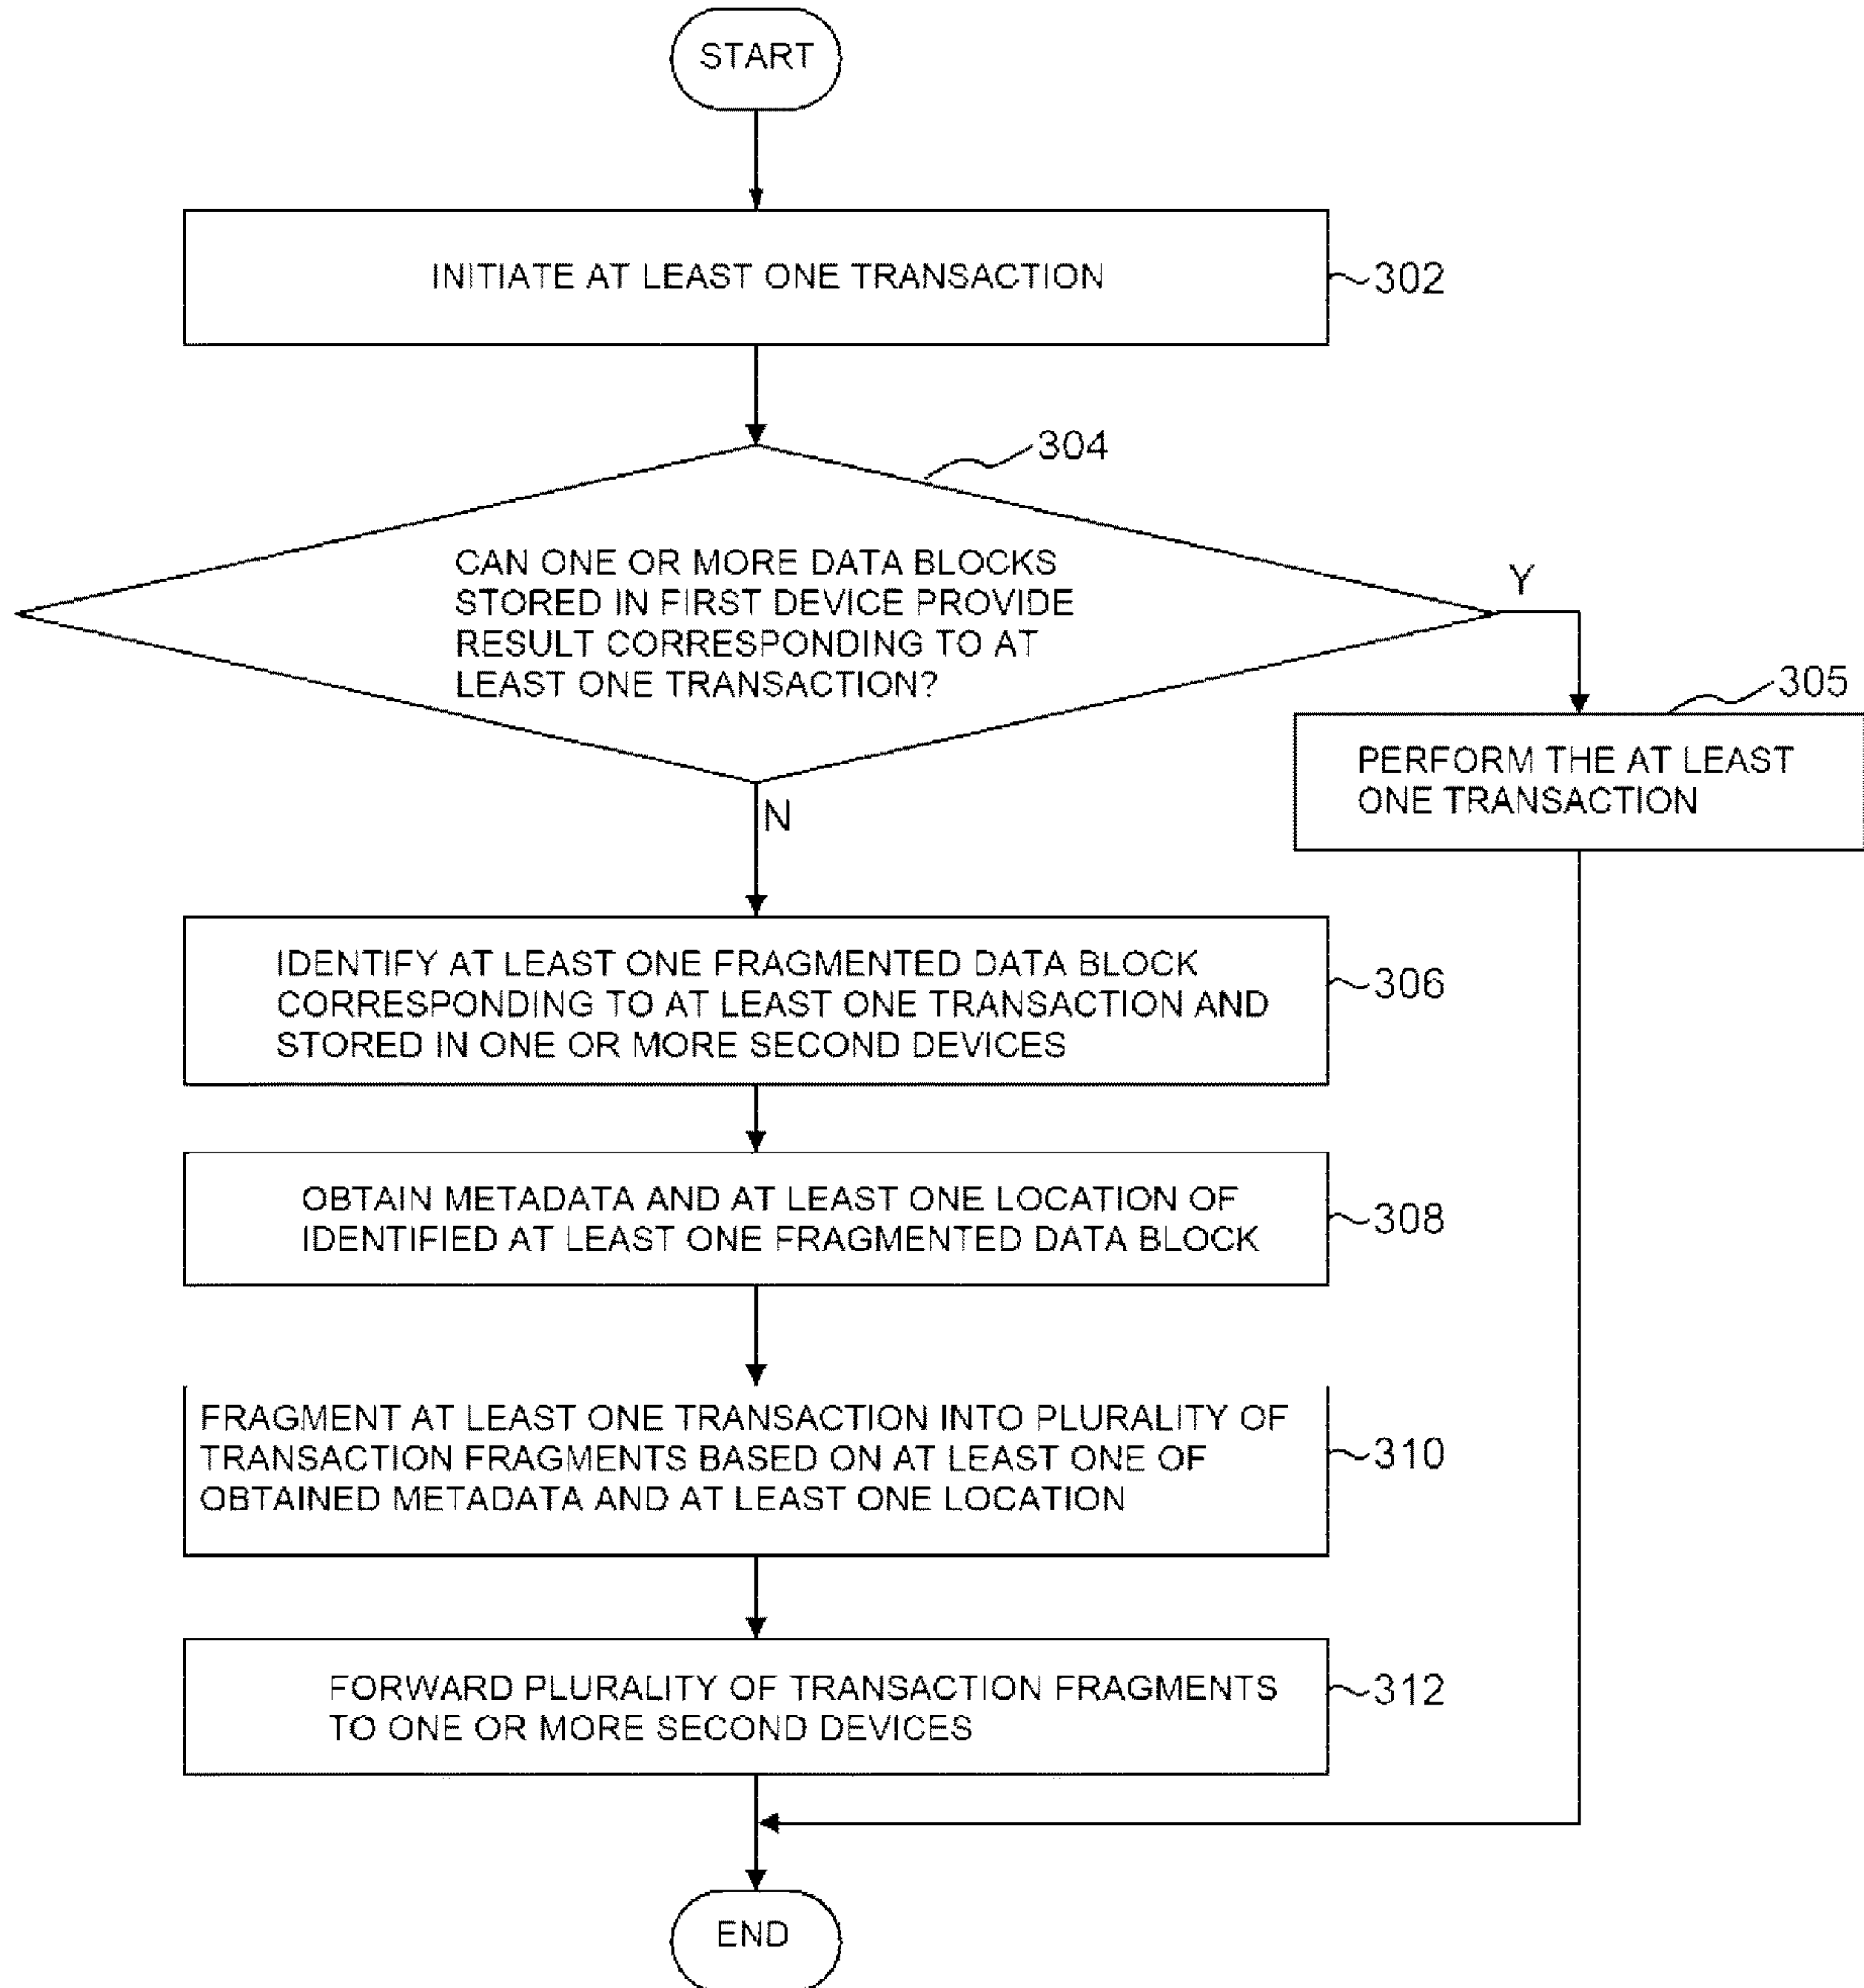 START
INITIATE AT LEAST ONE TRANSACTION
302
304
CAN ONE OR MORE DATA BLOCKS
STORED IN FIRST DEVICE PROVIDE
RESULT CORRESPONDING TO AT
LEAST ONE TRANSACTION?
Y
305
PERFORM THE AT LEAST
ONE TRANSACTION
N
IDENTIFY AT LEAST ONE FRAGMENTED DATA BLOCK
CORRESPONDING TO AT LEAST ONE TRANSACTION AND
STORED IN ONE OR MORE SECOND DEVICES
306
OBTAIN METADATA AND AT LEAST ONE LOCATION OF
IDENTIFIED AT LEAST ONE FRAGMENTED DATA BLOCK
308
FRAGMENT AT LEAST ONE TRANSACTION INTO PLURALITY OF
TRANSACTION FRAGMENTS BASED ON AT LEAST ONE OF
OBTAINED METADATA AND AT LEAST ONE LOCATION
310
FORWARD PLURALITY OF TRANSACTION FRAGMENTS
TO ONE OR MORE SECOND DEVICES
312
END